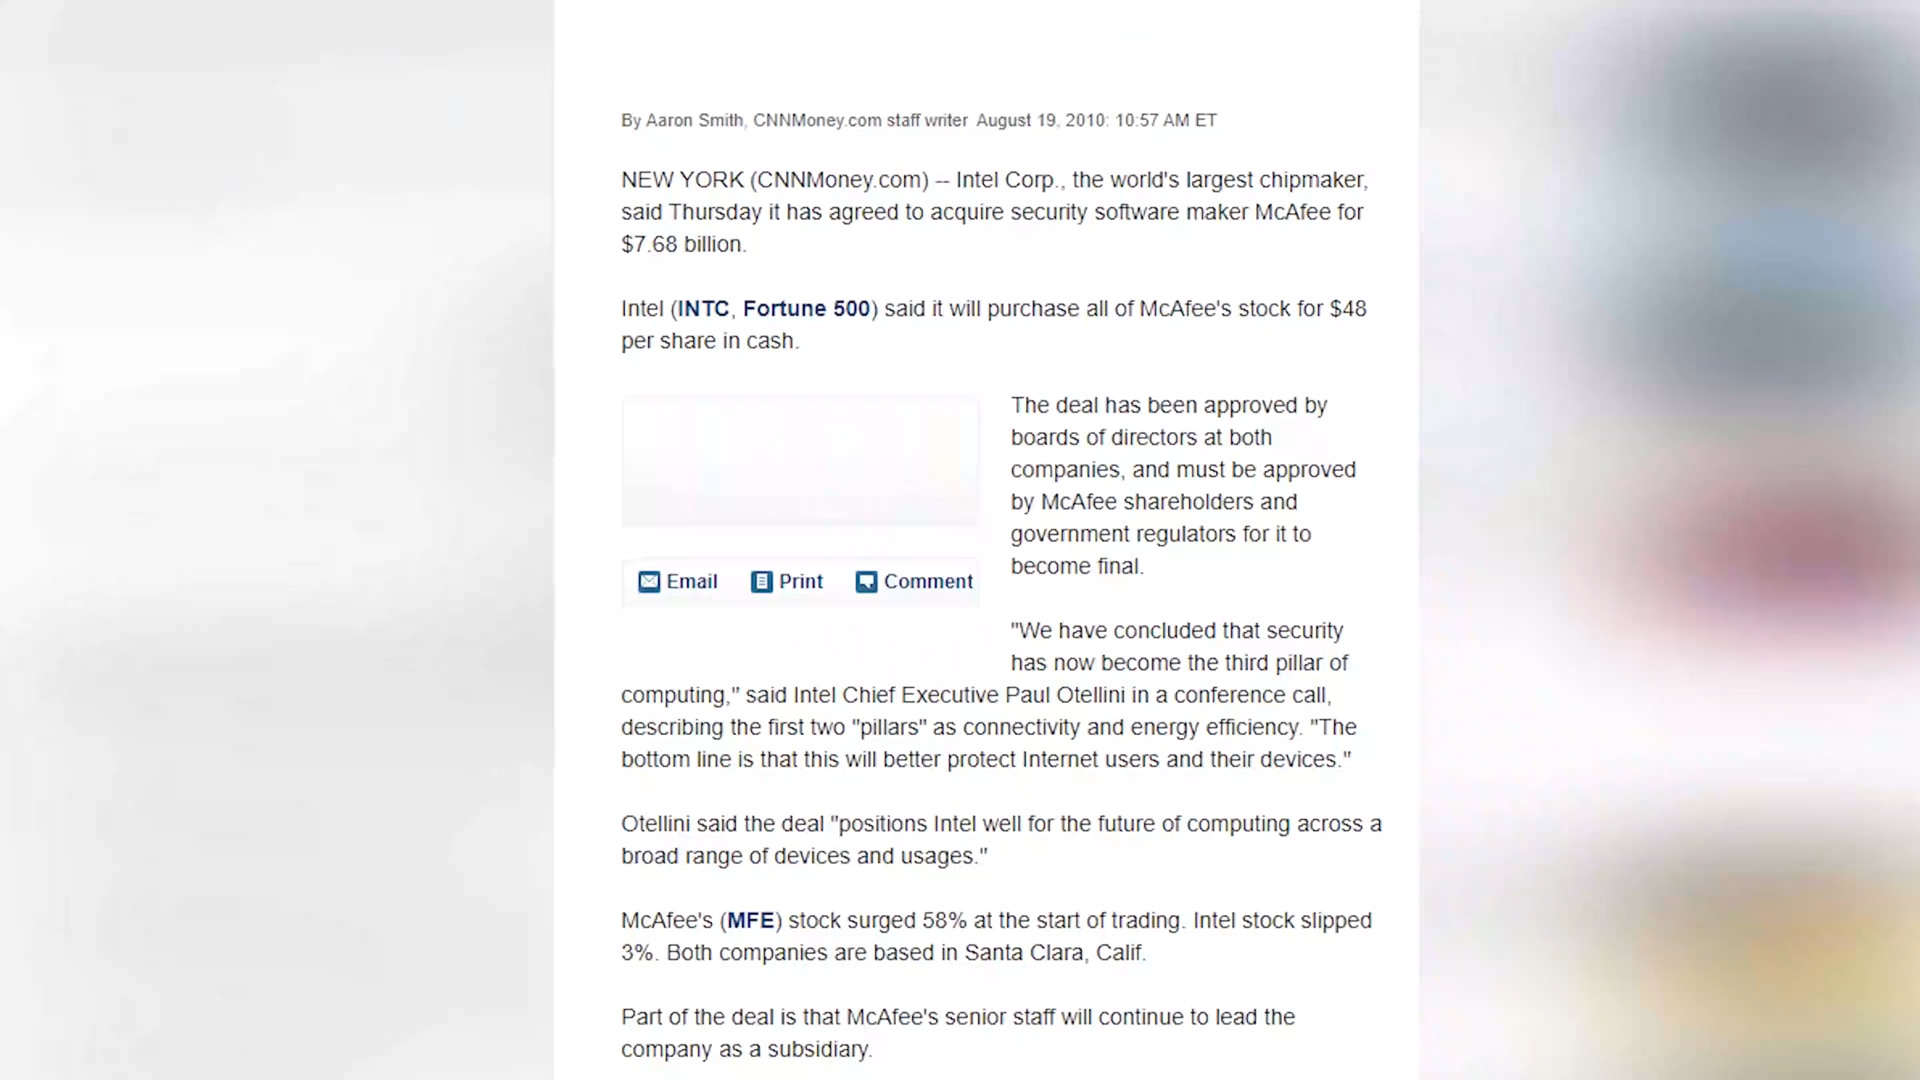 By Aaron Smith, CNNMoney.com staff writer August 19, 2010: 10:57 AM ET
NEW YORK (CNNMoney.com) -- Intel Corp., the world's largest chipmaker,
said Thursday it has agreed to acquire security software maker McAfee for
$7.68 billion.
Intel (INTC, Fortune 500) said it will purchase all of McAfee's stock for $48
per share in cash.
The deal has been approved by
boards of directors at both
companies, and must be approved
by McAfee shareholders and
government regulators for it to
become final.
Email Print Comment
"We have concluded that security
has now become the third pillar of
computing," said Intel Chief Executive Paul Otellini in a conference call,
describing the first two "pillars" as connectivity and energy efficiency. "The
bottom line is that this will better protect Internet users and their devices."
Otellini said the deal "positions Intel well for the future of computing across a
broad range of devices and usages."
McAfee's (MFE) stock surged 58% at the start of trading. Intel stock slipped
3%. Both companies are based in Santa Clara, Calif.
Part of the deal is that McAfee's senior staff will continue to lead the
company as a subsidiary.